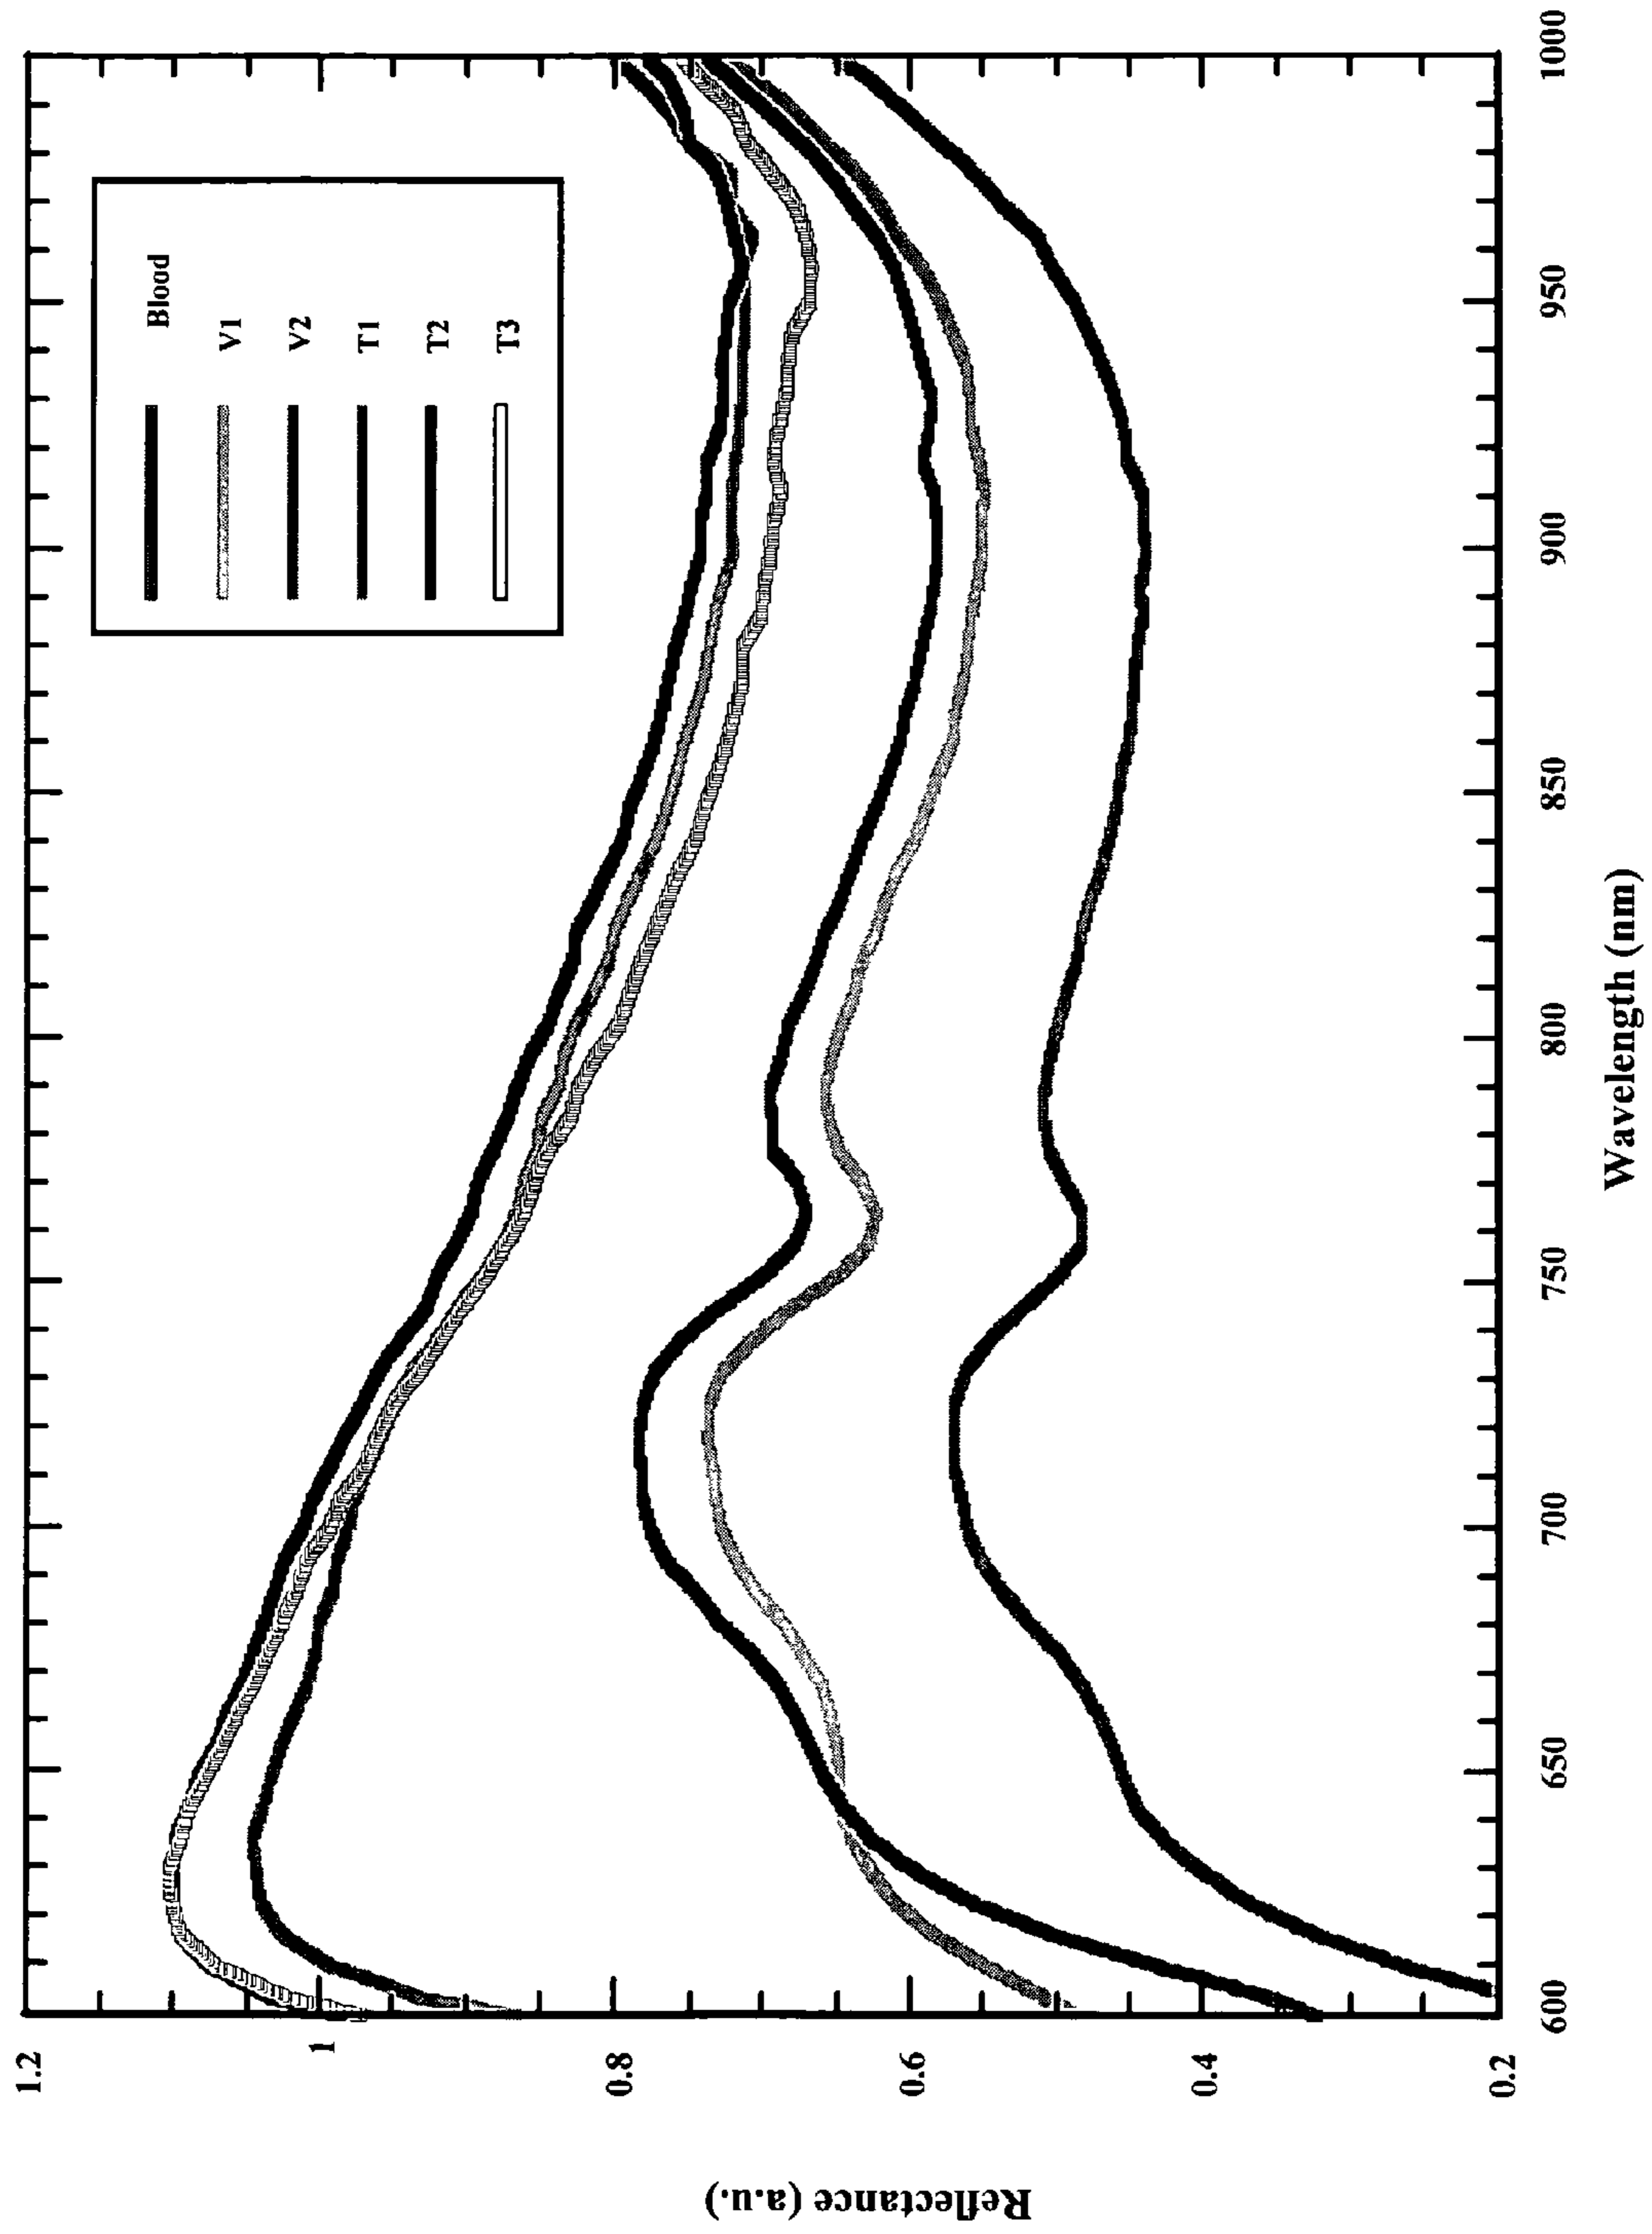 Blood
V1
V2
T1
T2
T3
1.2
1
0.8
0.6
0.4
0.2
600
650
700
750
800
850
900
950
1000
Reflectance (a.u.)
Wavelength (nm)